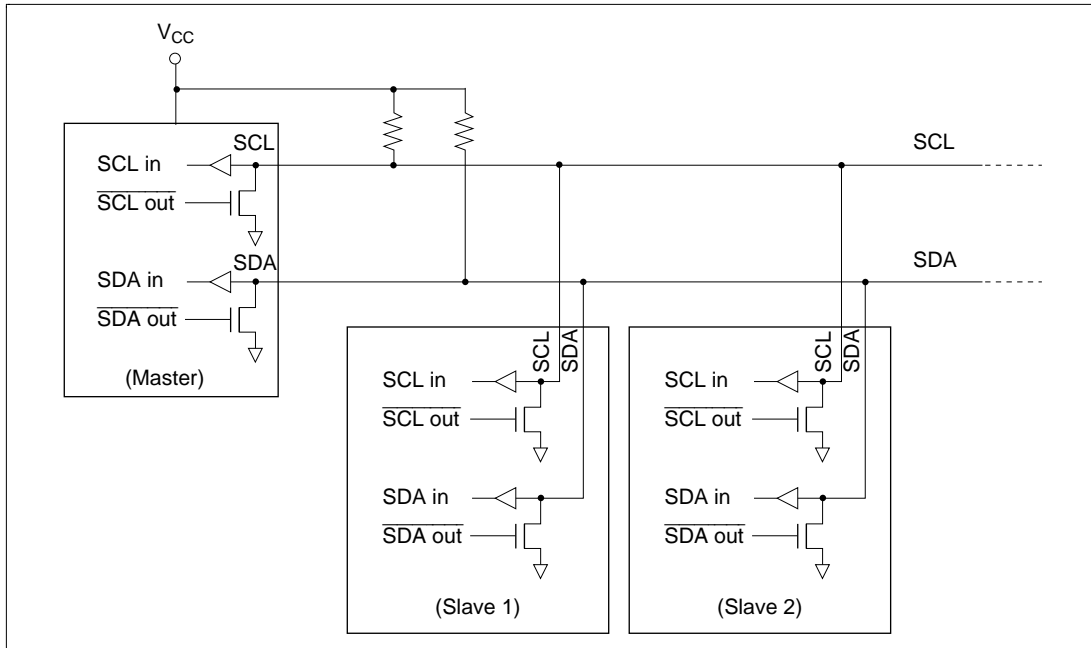 VCC
SCL
SCL
SCL in
SCL out
SDA
SDA
SDA in
SDA out
(Master)
SCL
SDA
SCL
SDA
SCL in
SCL in
SCL out
SCL out
SDA in
SDA in
SDA out
SDA out
(Slave 1)
(Slave 2)